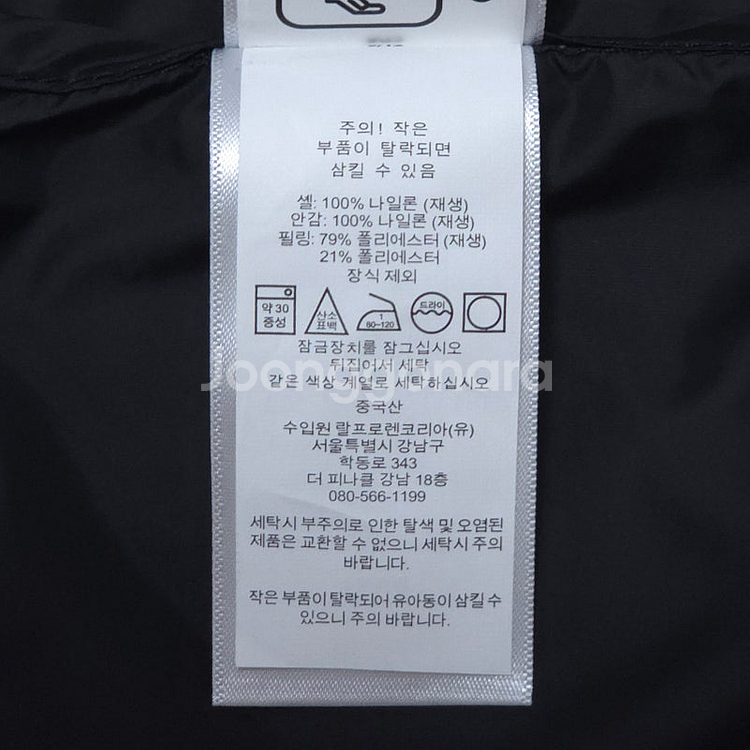 주의! 작은
부품이 탈락되면
삼킬 수 있음
셸: 100% 나일론 (재생)
안감: 100% 나일론 (재생)
필링: 79% 폴리에스터 (재생)
21% 폴리에스터
장식 제외
약 30
중성
산소
표백
1
80~120
드라이
잠금장치를 잠그십시오
뒤집어서 세탁
같은 색상 계열로 세탁하십시오
Joonggonara
중국산
수입원 랄프로렌코리아(유)
서울특별시 강남구
학동로 343
더 피나클 강남 18층
080-566-1199
세탁시 부주의로 인한 탈색 및 오염된
제품은 교환할 수 없으니 세탁시 주의
바랍니다.
작은 부품이 탈락되어 유아동이 삼킬 수
있으니 주의 바랍니다.